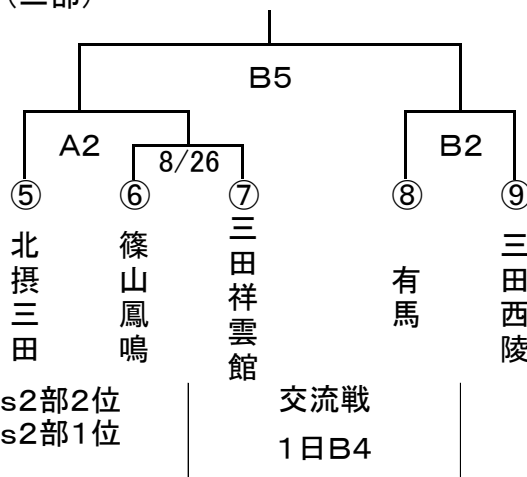 (二部)
B5
A2
8/26
B2
⑤
⑥
⑦
⑧
⑨
北摂三田
篠山鳳鳴
三田祥雲館
有馬
三田西陵
s2部2位
s2部1位
交流戦
1日B4